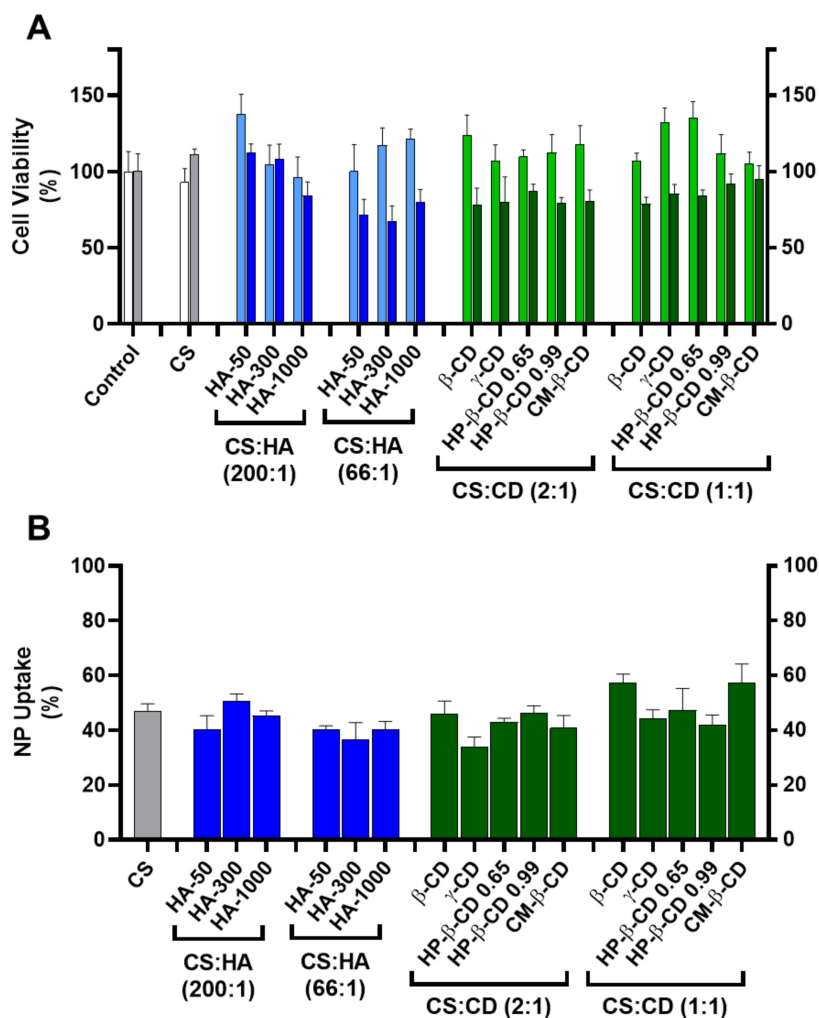 A
Cell Viability
(%)
150
100
50
0
150
100
50
0
Control
CS
HA-50
HA-300
HA-1000
HA-50
HA-300
HA-1000
β-CD
γ-CD
HP-β-CD 0.65
HP-β-CD 0.99
CM-β-CD
β-CD
γ-CD
HP-β-CD 0.65
HP-β-CD 0.99
CM-β-CD
CS:HA
(200:1)
CS:HA
(66:1)
CS:CD (2:1)
CS:CD (1:1)
B
NP Uptake
(%)
100
80
60
40
20
0
100
80
60
40
20
0
CS
HA-50
HA-300
HA-1000
HA-50
HA-300
HA-1000
β-CD
γ-CD
HP-β-CD 0.65
HP-β-CD 0.99
CM-β-CD
β-CD
γ-CD
HP-β-CD 0.65
HP-β-CD 0.99
CM-β-CD
CS:HA
(200:1)
CS:HA
(66:1)
CS:CD (2:1)
CS:CD (1:1)